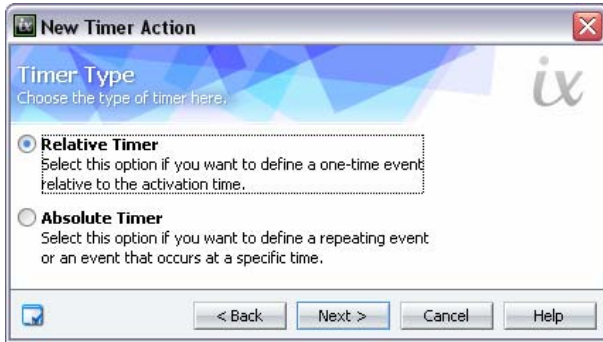 ix New Timer Action
Timer Type
Choose the type of timer here.
ix
Relative Timer
Select this option if you want to define a one-time event
relative to the activation time.
Absolute Timer
Select this option if you want to define a repeating event
or an event that occurs at a specific time.
< Back Next > Cancel Help